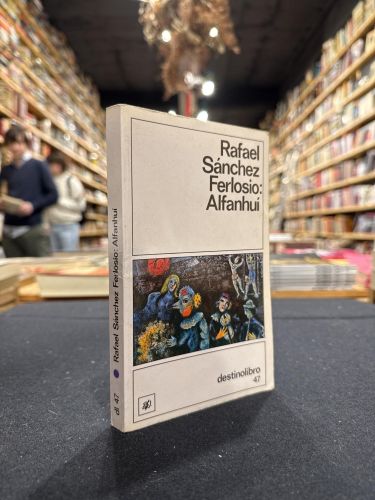 Rafael
Sánchez
Ferlosio:
Alfanhuí
destinolibro
47
Rafael Sánchez Ferlosio: Alfanhuí
dl 47